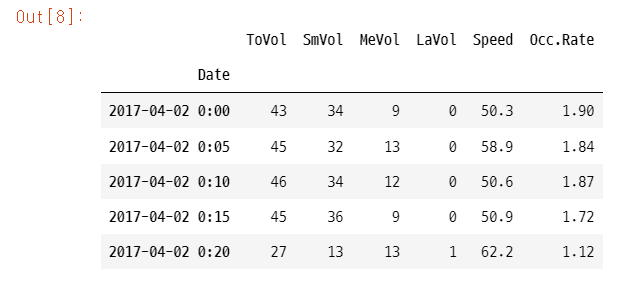 Out[8]:
ToVol SmVol MeVol LaVol Speed Occ.Rate
Date
2017-04-02 0:00 43 34 9 0 50.3 1.90
2017-04-02 0:05 45 32 13 0 58.9 1.84
2017-04-02 0:10 46 34 12 0 50.6 1.87
2017-04-02 0:15 45 36 9 0 50.9 1.72
2017-04-02 0:20 27 13 13 1 62.2 1.12